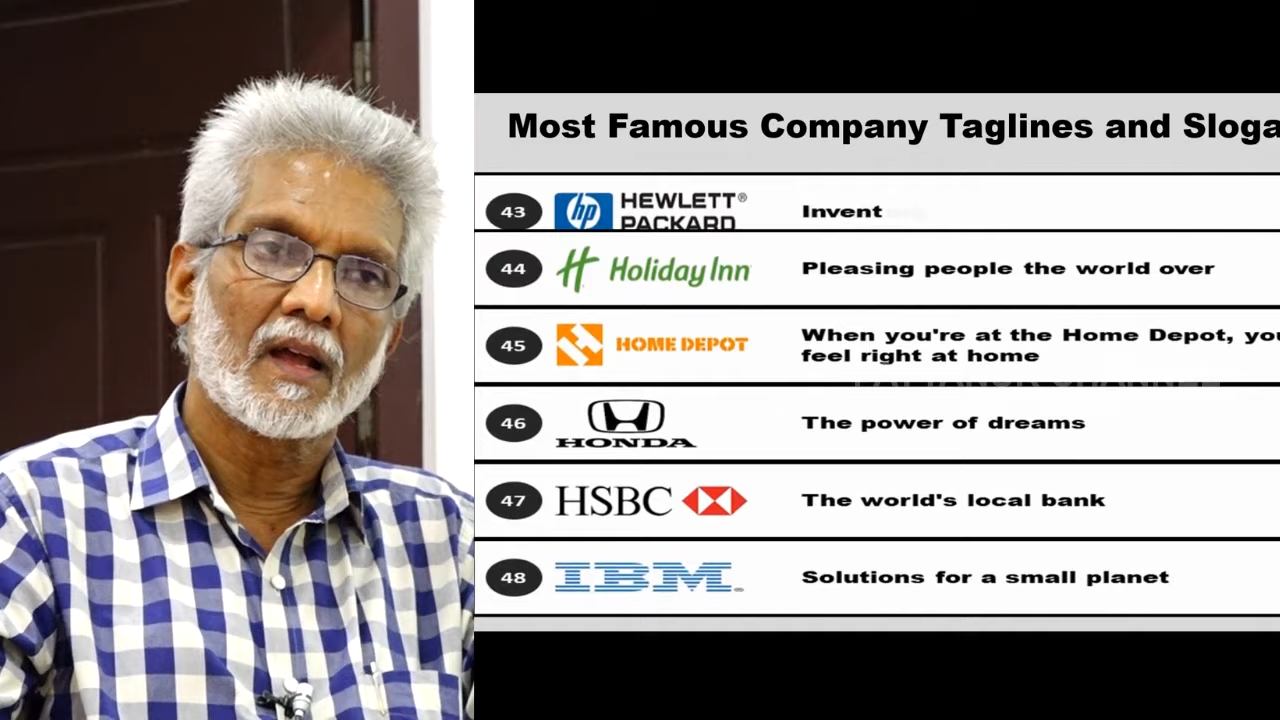 Most Famous Company Taglines and Sloga
43 hp HEWLETT® PACKARD Invent
44 H Holiday Inn Pleasing people the world over
45 HOME DEPOT When you're at the Home Depot, you
feel right at home
46 HONDA The power of dreams
47 HSBC The world's local bank
48 IBM® Solutions for a small planet